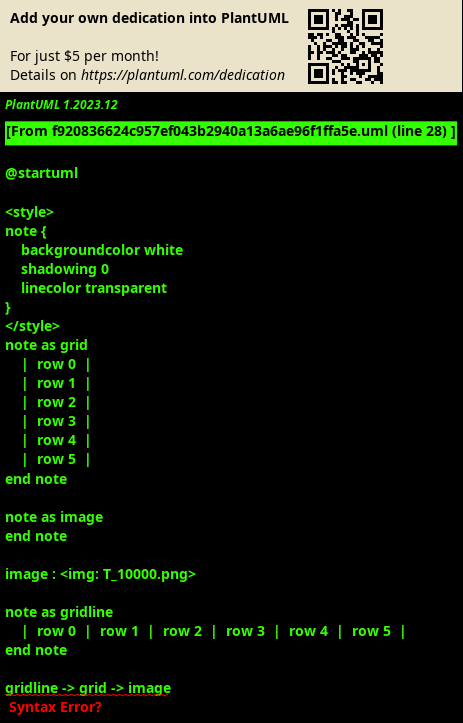 Add your own dedication into PlantUML
For just $5 per month!
Details on https://plantuml.com/dedication
PlantUML 1.2023.12
[From f920836624c957ef043b2940a13a6ae96f1ffa5e.uml (line 28) ]
@startuml
<style>
note {
backgroundcolor white
shadowing 0
linecolor transparent
}
</style>
note as grid
| row 0 |
| row 1 |
| row 2 |
| row 3 |
| row 4 |
| row 5 |
end note
note as image
end note
image : <img: T_10000.png>
note as gridline
| row 0 | row 1 | row 2 | row 3 | row 4 | row 5 |
end note
gridline -> grid -> image
Syntax Error?